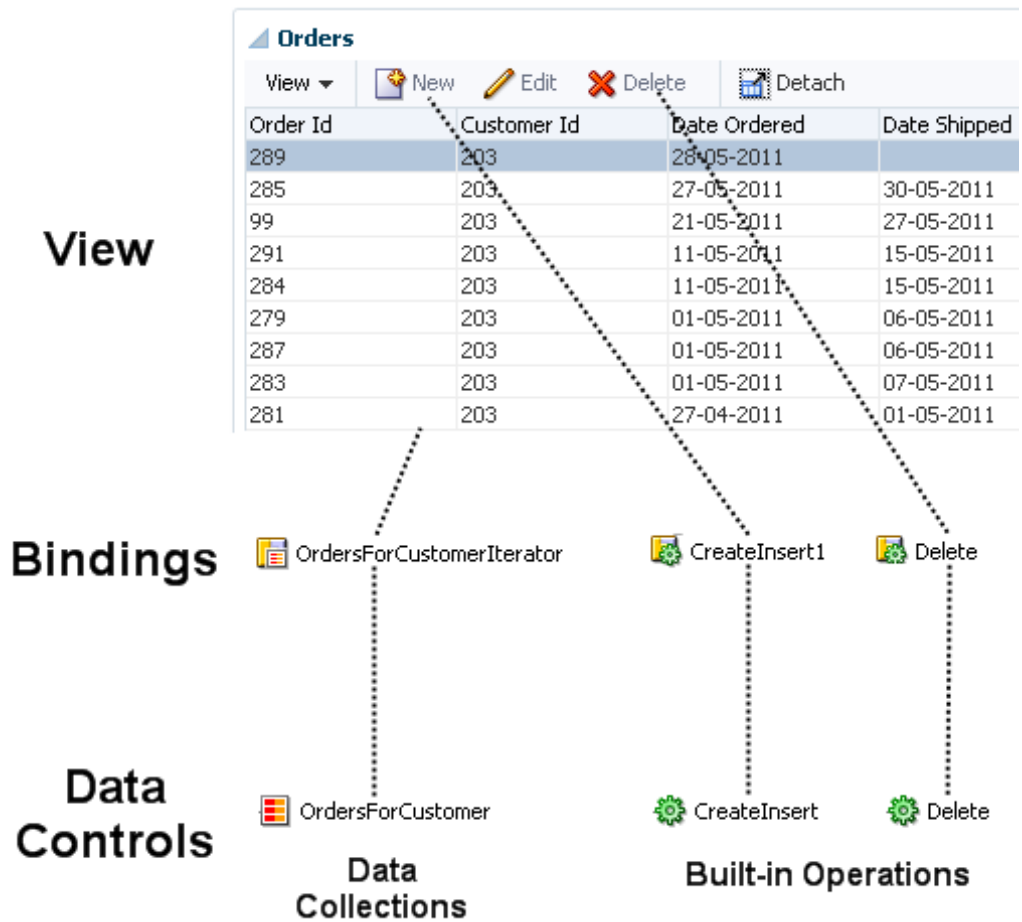 Orders
View New Edit Delete Detach
Order Id Customer Id Date Ordered Date Shipped
289 203 28-05-2011
285 203 27-05-2011 30-05-2011
99 203 21-05-2011 27-05-2011
291 203 11-05-2011 15-05-2011
284 203 11-05-2011 15-05-2011
279 203 01-05-2011 06-05-2011
287 203 01-05-2011 06-05-2011
283 203 01-05-2011 07-05-2011
281 203 27-04-2011 01-05-2011
View
Bindings
OrdersForCustomerIterator CreateInsert1 Delete
Data
Controls
OrdersForCustomer CreateInsert Delete
Data
Collections
Built-in Operations